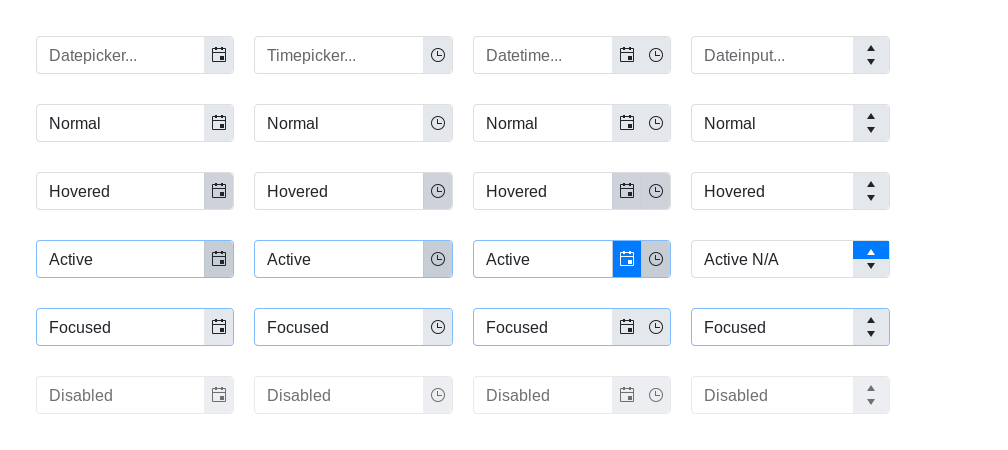 Datepicker... Timepicker... Datetime... Dateinput...
Normal Normal Normal Normal
Hovered Hovered Hovered Hovered
Active Active Active Active N/A
Focused Focused Focused Focused
Disabled Disabled Disabled Disabled